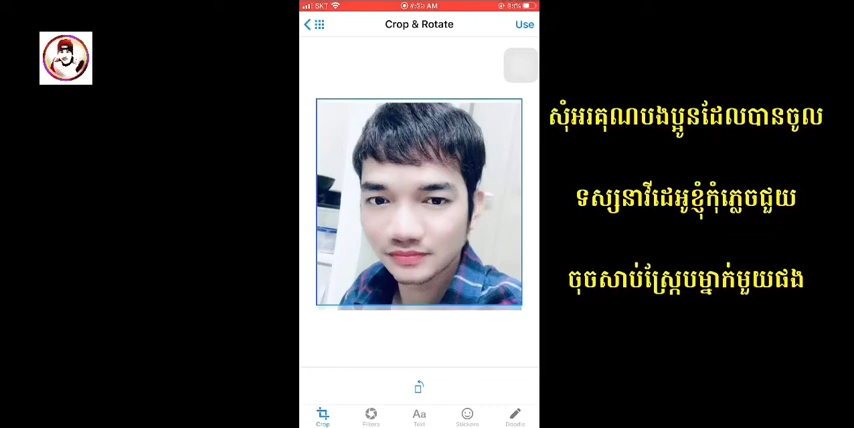 SKT
AM
Crop & Rotate
Use
សុំអរគុណបងប្អូនដែលបានចូល
ទស្សនាវីដេអូខ្ញុំកុំភ្លេចជួយ
ចុចសាប់ស្ក្រែបម្នាក់មួយផង
Crop
Filters
Text
Stickers
Doodle
Aa